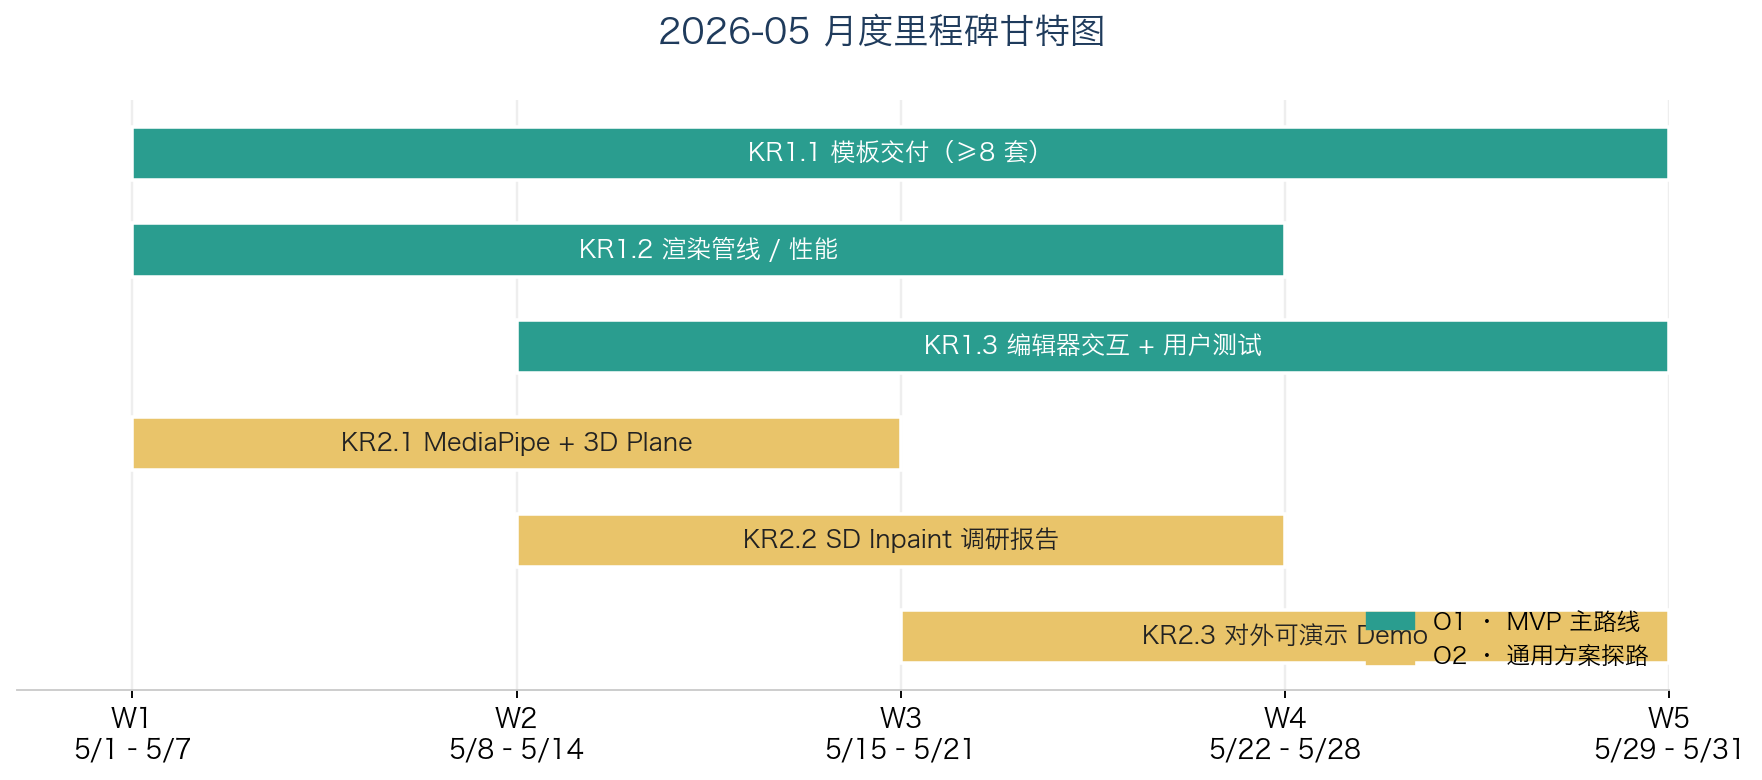 2026-05 月度里程碑甘特图
KR1.1 模板交付（≥8 套）
KR1.2 渲染管线 / 性能
KR1.3 编辑器交互 + 用户测试
KR2.1 MediaPipe + 3D Plane
KR2.2 SD Inpaint 调研报告
KR2.3 对外可演示 Demo
O1 · MVP 主路线
O2 · 通用方案探路
W1 W2 W3 W4 W5
5/1 - 5/7 5/8 - 5/14 5/15 - 5/21 5/22 - 5/28 5/29 - 5/31